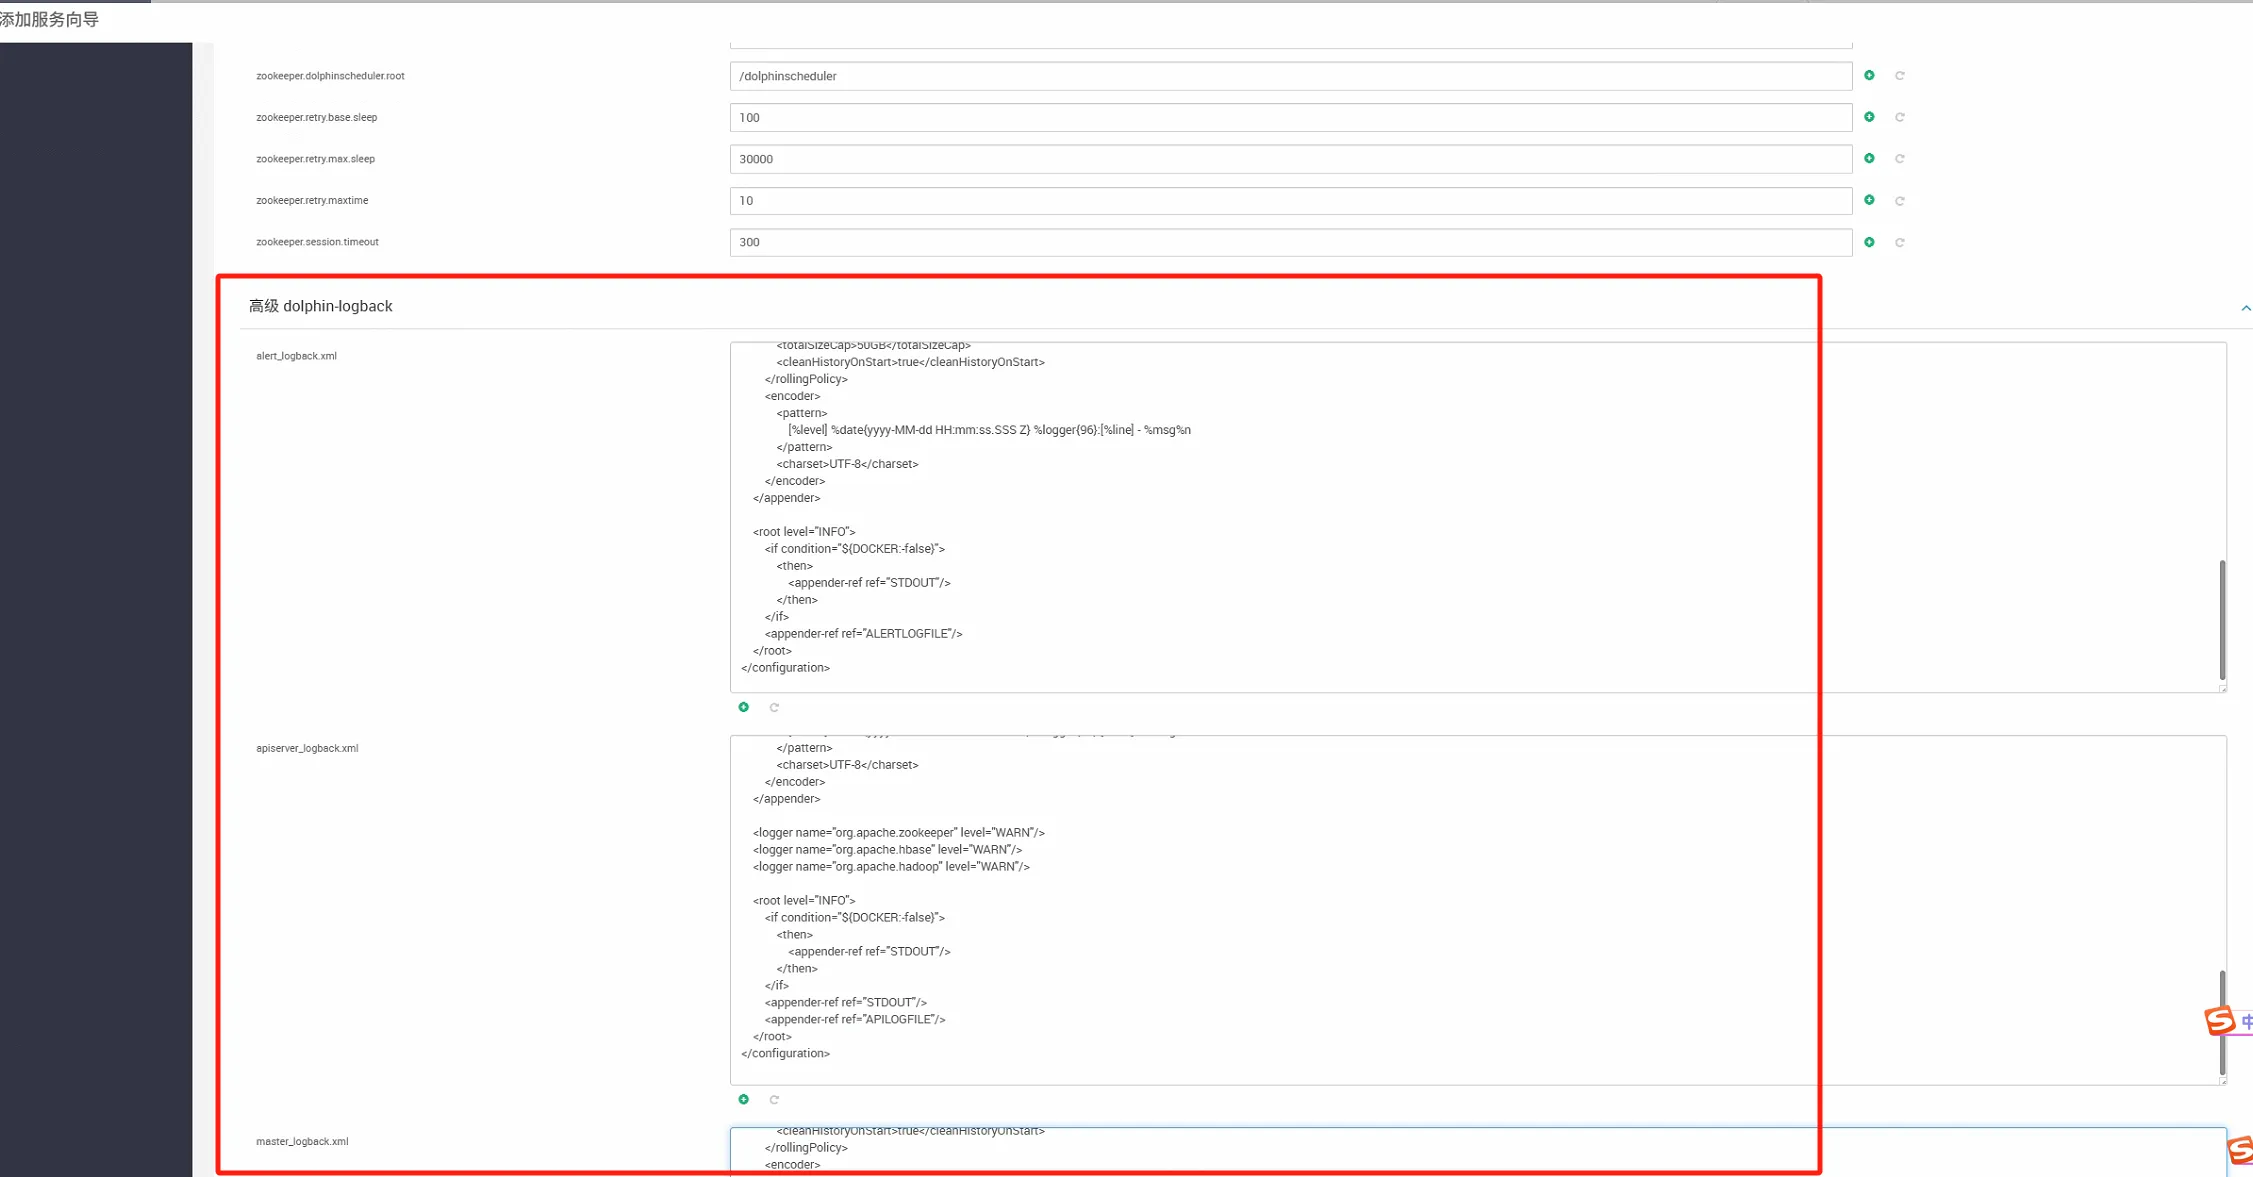 添加服务向导
zookeeper.dolphinscheduler.root
/dolphinscheduler
zookeeper.retry.base.sleep
100
zookeeper.retry.max.sleep
30000
zookeeper.retry.maxtime
10
zookeeper.session.timeout
300
高级 dolphin-logback
alert_logback.xml
<totalSizeCap>50GB</totalSizeCap>
<cleanHistoryOnStart>true</cleanHistoryOnStart>
</rollingPolicy>
<encoder>
<pattern>
[%level] %date{yyyy-MM-dd HH:mm:ss.SSS Z} %logger{96}:[%line] - %msg%n
</pattern>
<charset>UTF-8</charset>
</encoder>
</appender>
<root level="INFO">
<if condition="${DOCKER:-false}">
<then>
<appender-ref ref="STDOUT"/>
</then>
</if>
<appender-ref ref="ALERTLOGFILE"/>
</root>
</configuration>
apiserver_logback.xml
</pattern>
<charset>UTF-8</charset>
</encoder>
</appender>
<logger name="org.apache.zookeeper" level="WARN"/>
<logger name="org.apache.hbase" level="WARN"/>
<logger name="org.apache.hadoop" level="WARN"/>
<root level="INFO">
<if condition="${DOCKER:-false}">
<then>
<appender-ref ref="STDOUT"/>
</then>
</if>
<appender-ref ref="STDOUT"/>
<appender-ref ref="APILOGFILE"/>
</root>
</configuration>
master_logback.xml
<cleanHistoryOnStart>true</cleanHistoryOnStart>
</rollingPolicy>
<encoder>